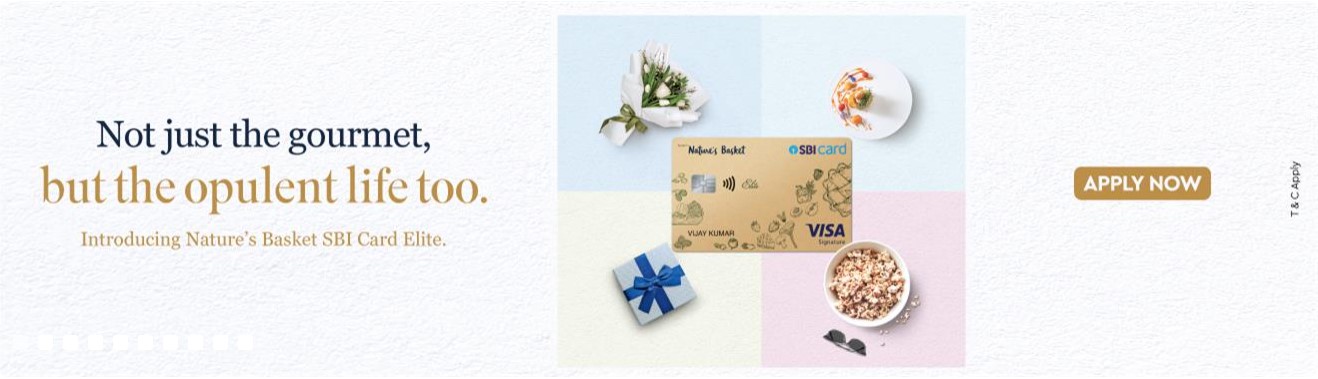 Not just the gourmet,
but the opulent life too.
Introducing Nature's Basket SBI Card Elite.
Nature's Basket
SBI card
Elite
VIJAY KUMAR
VISA
Signature
APPLY NOW
T & C Apply